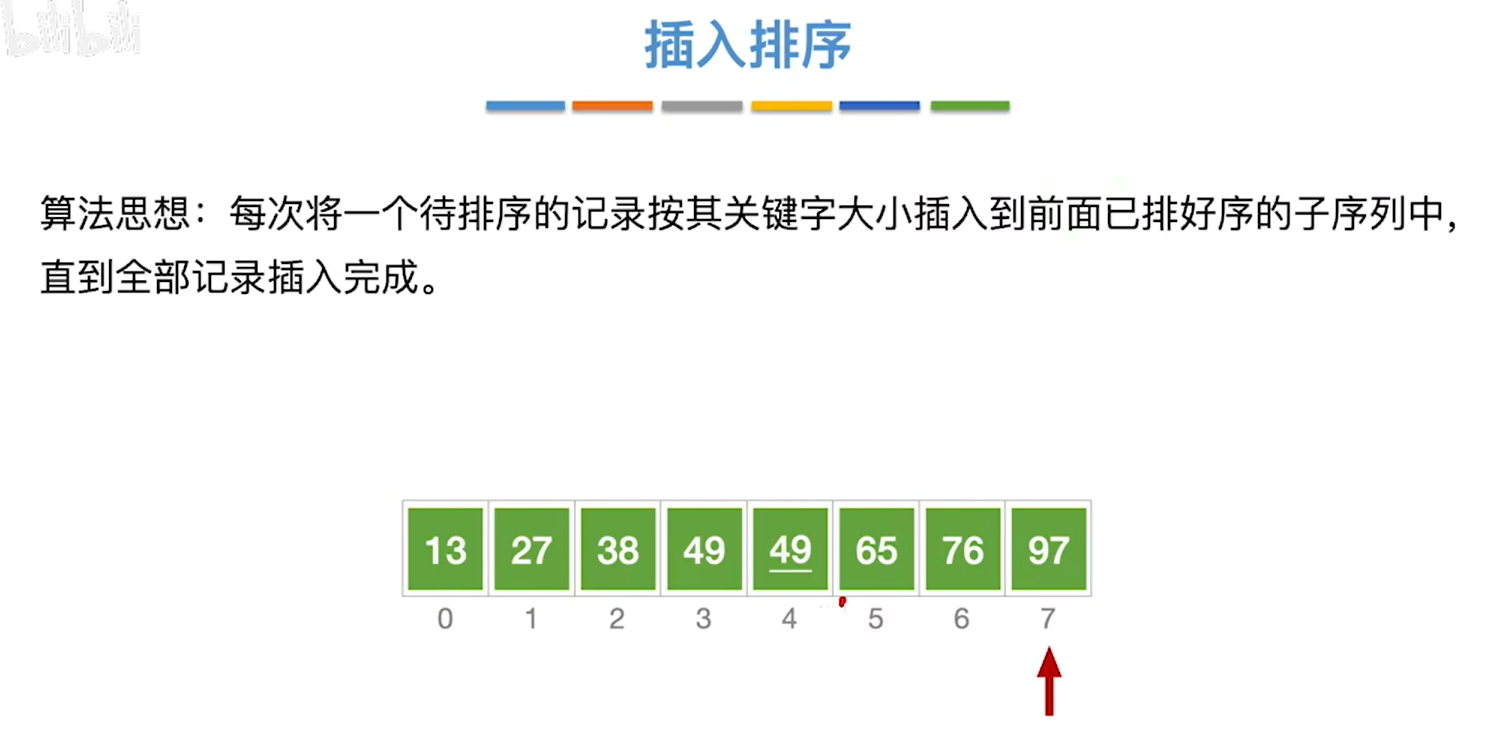 bilibili
插入排序
算法思想：每次将一个待排序的记录按其关键字大小插入到前面已排好序的子序列中，
直到全部记录插入完成。
13 27 38 49 49 65 76 97
0 1 2 3 4 5 6 7